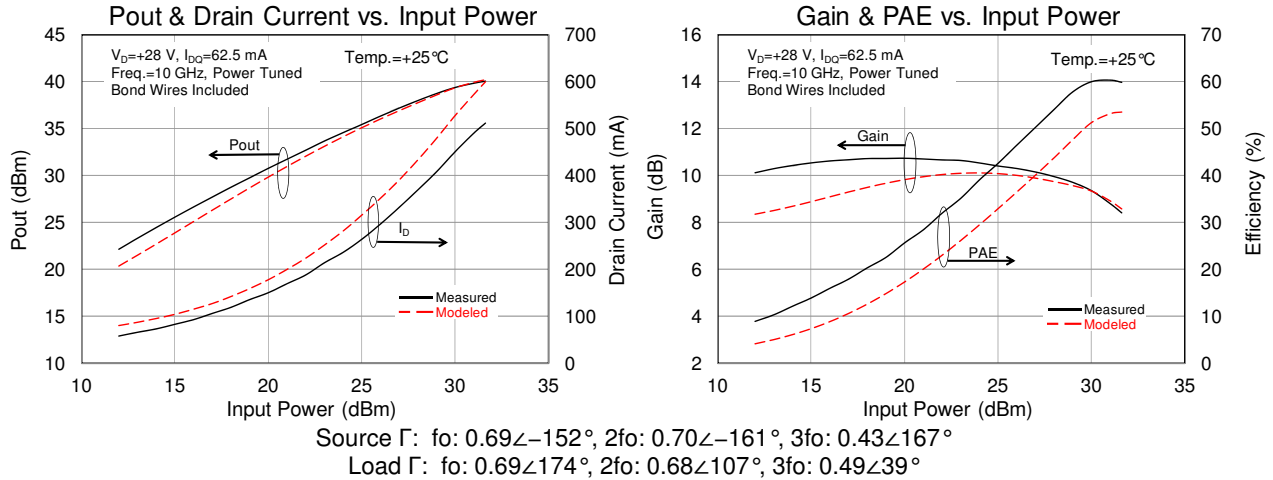 Pout & Drain Current vs. Input Power
45
40
35
30
25
20
15
10
Pout (dBm)
700
600
500
400
300
200
100
0
Drain Current (mA)
10
15
20
25
30
35
Input Power (dBm)
V_D=+28 V, I_DQ=62.5 mA
Freq.=10 GHz, Power Tuned
Bond Wires Included
Temp.=+25°C
Pout
I_D
Measured
Modeled
Gain & PAE vs. Input Power
16
14
12
10
8
6
4
2
Gain (dB)
70
60
50
40
30
20
10
0
Efficiency (%)
10
15
20
25
30
35
Input Power (dBm)
V_D=+28 V, I_DQ=62.5 mA
Freq.=10 GHz, Power Tuned
Bond Wires Included
Temp.=+25°C
Gain
PAE
Measured
Modeled
Source Γ: fo: 0.69∠−152°, 2fo: 0.70∠-161°, 3fo: 0.43∠167°
Load Γ: fo: 0.69∠174°, 2fo: 0.68∠107°, 3fo: 0.49∠39°